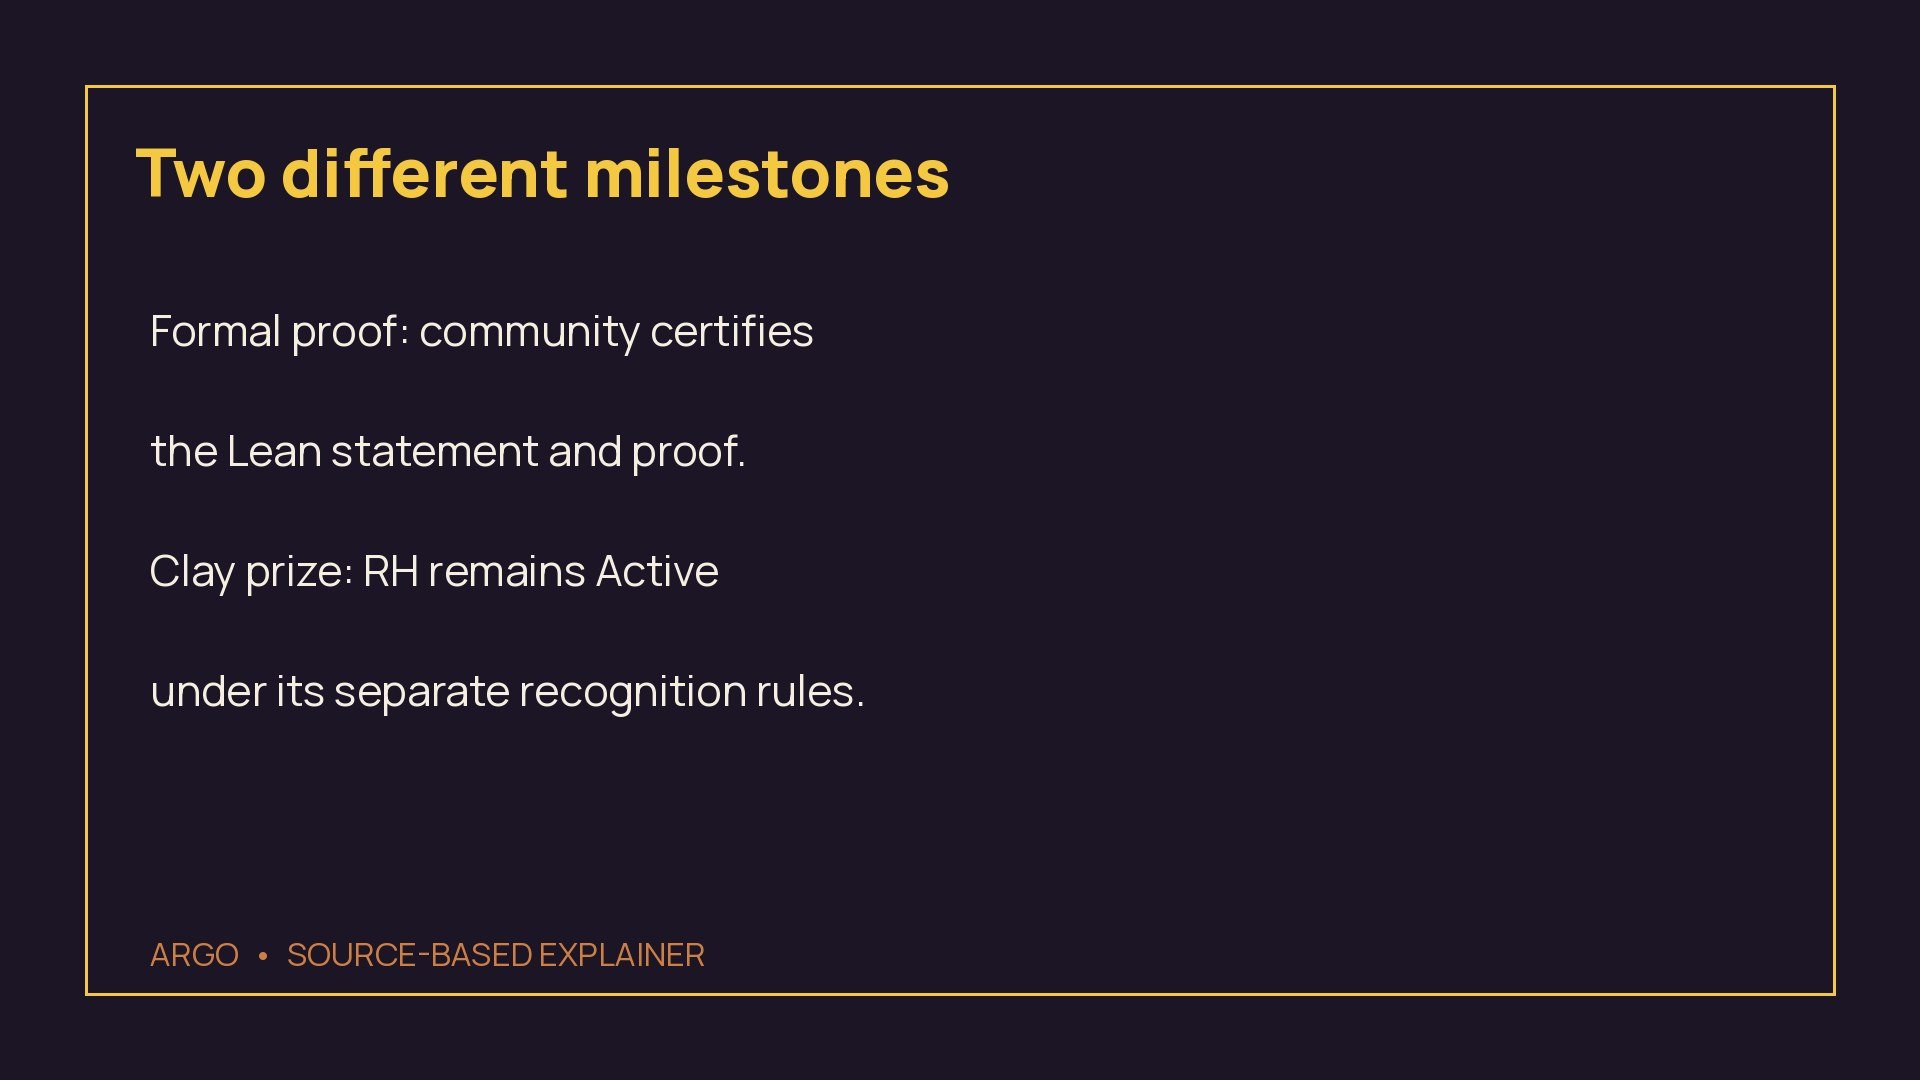 Two different milestones
Formal proof: community certifies
the Lean statement and proof.
Clay prize: RH remains Active
under its separate recognition rules.
ARGO • SOURCE-BASED EXPLAINER